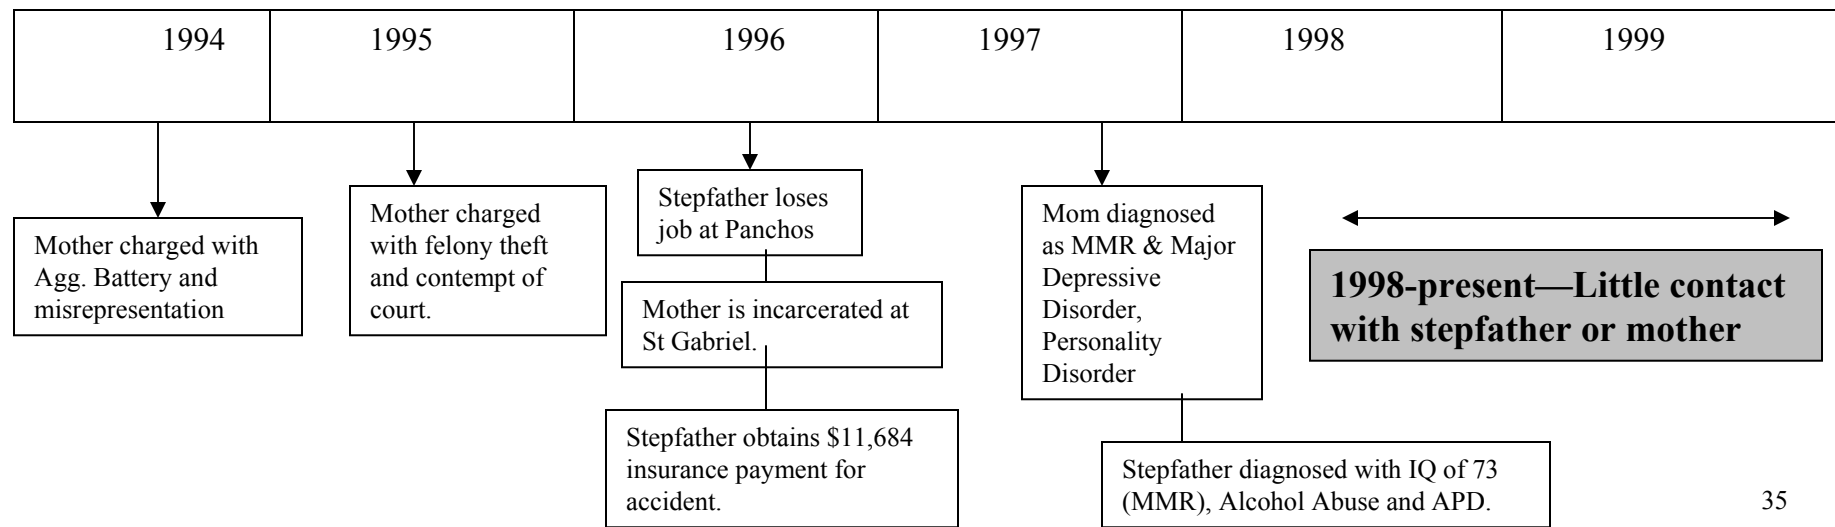 1994 1995 1996 1997 1998 1999
Mother charged with
Agg. Battery and
misrepresentation
Mother charged
with felony theft
and contempt of
court.
Stepfather loses
job at Panchos
Mother is incarcerated at
St Gabriel.
Stepfather obtains $11,684
insurance payment for
accident.
Mom diagnosed
as MMR & Major
Depressive
Disorder,
Personality
Disorder
Stepfather diagnosed with IQ of 73
(MMR), Alcohol Abuse and APD.
1998-present—Little contact
with stepfather or mother
35